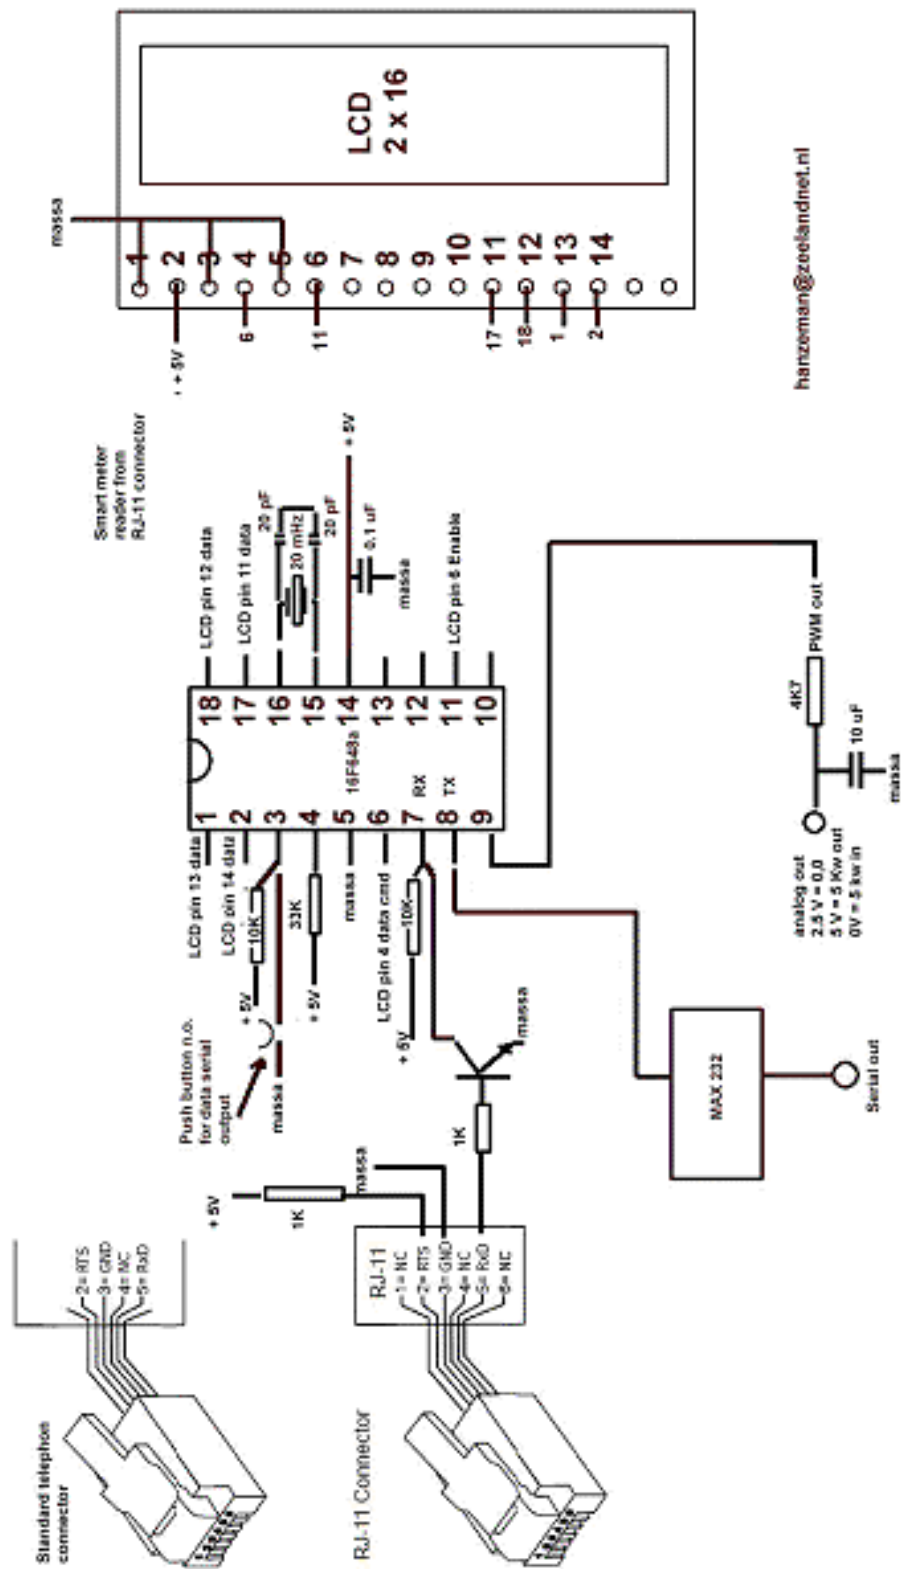 Standard telephon
connector
2= RTS
3= GND
4= NC
5= RxD
RJ-11 Connector
RJ-11
1= NC
2= RTS
3= GND
4= NC
5= RxD
6= NC
+ 5V
1K
massa
1K
massa
Push button n.o.
for data serial
output
massa
+ 5V
10K
+ 5V
33K
massa
LCD pin 4 data cmd
+ 5V
10K
LCD pin 13 data
LCD pin 14 data
1
2
3
4
5
6
7
8
9
RX
TX
16F648a
18
17
16
15
14
13
12
11
10
LCD pin 12 data
LCD pin 11 data
20 pF
20 mHz
20 pF
+ 5V
0.1 uF
massa
LCD pin 6 Enable
Smart meter
reader from
RJ-11 connector
MAX 232
Serial out
analog out
2.5 V = 0,0
5 V = 5 Kw out
0V = 5 kw in
4K7
PWM out
10 uF
massa
massa
+ 5V
6
11
17
18
1
2
1
2
3
4
5
6
7
8
9
10
11
12
13
14
LCD
2 x 16
hanzeman@zeelandnet.nl